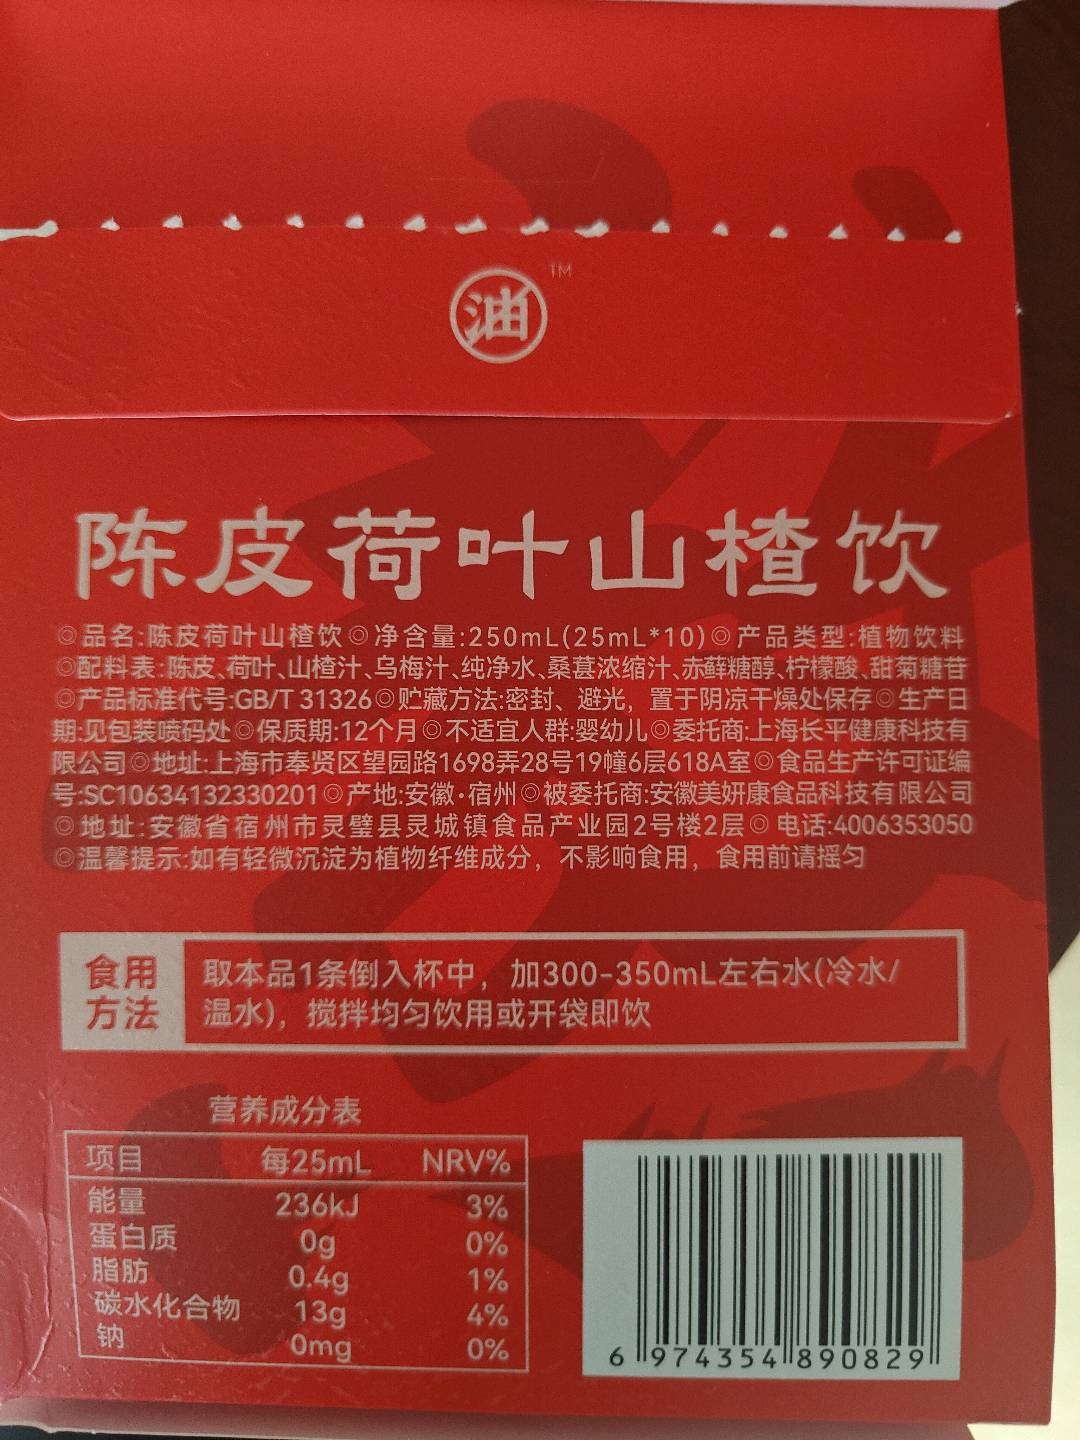 油
TM
陈皮荷叶山楂饮
◎品名:陈皮荷叶山楂饮◎净含量:250mL(25mL*10)◎产品类型:植物饮料
◎配料表:陈皮、荷叶、山楂汁、乌梅汁、纯净水、桑葚浓缩汁、赤藓糖醇、柠檬酸、甜菊糖苷
◎产品标准代号:GB/T 31326◎贮藏方法:密封、避光，置于阴凉干燥处保存◎生产日
期:见包装喷码处◎保质期:12个月◎不适宜人群:婴幼儿◎委托商:上海长平健康科技有
限公司◎地址:上海市奉贤区望园路1698弄28号19幢6层618A室◎食品生产许可证编
号:SC10634132330201◎产地:安徽·宿州◎被委托商:安徽美妍康食品科技有限公司
◎地址:安徽省宿州市灵璧县灵城镇食品产业园2号楼2层◎电话:4006353050
◎温馨提示:如有轻微沉淀为植物纤维成分，不影响食用，食用前请摇匀
食用
方法
取本品1条倒入杯中，加300-350mL左右水(冷水/
温水)，搅拌均匀饮用或开袋即饮
营养成分表
项目 每25mL NRV%
能量 236kJ 3%
蛋白质 0g 0%
脂肪 0.4g 1%
碳水化合物 13g 4%
钠 0mg 0%
6 974354 890829